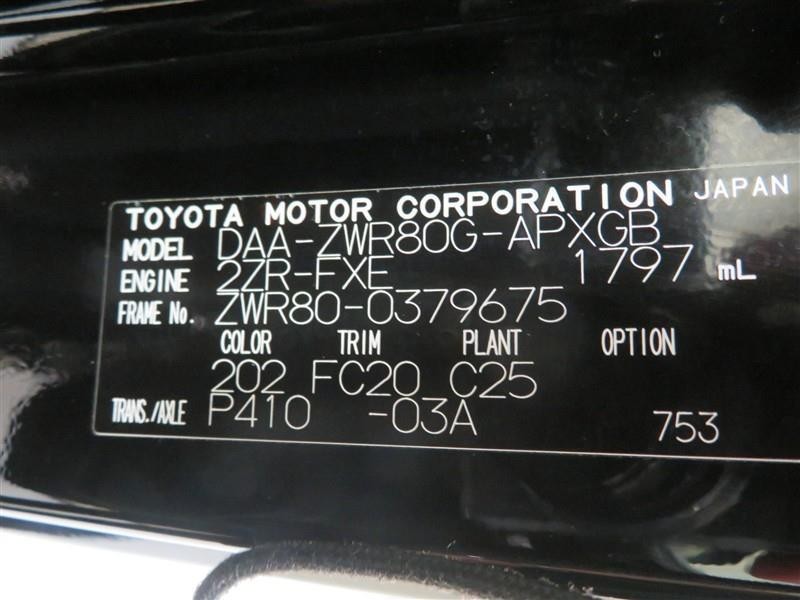 TOYOTA MOTOR CORPORATION JAPAN
MODEL DAA-ZWR80G-APXGB
ENGINE 2ZR-FXE 1797 mL
FRAME No. ZWR80-0379675
COLOR TRIM PLANT OPTION
202 FC20 C25
TRANS./AXLE P410 -03A 753